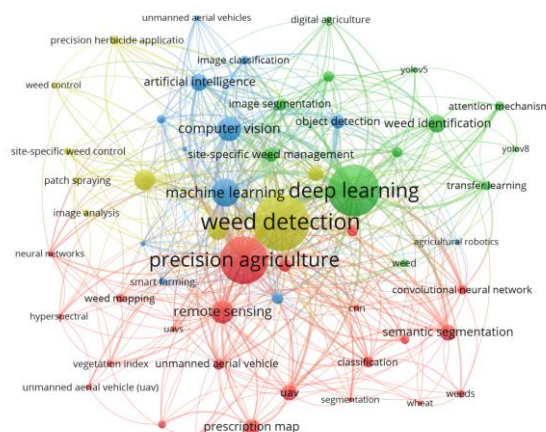 unmanned aerial vehicles
digital agriculture
precision herbicide applicatio
image classification
yolov5
artificial intelligence
weed control
image segmentation
attention mechanism
computer vision
object detection
weed identification
site-specific weed control
site-specific weed management
yolov8
patch spraying
machine learning
deep learning
transfer learning
image analysis
weed detection
agricultural robotics
neural networks
precision agriculture
weed
smart farming
convolutional neural network
weed mapping
hyperspectral
remote sensing
cnn
uavs
semantic segmentation
vegetation index
unmanned aerial vehicle
classification
unmanned aerial vehicle (uav)
uav
segmentation
weeds
wheat
prescription map